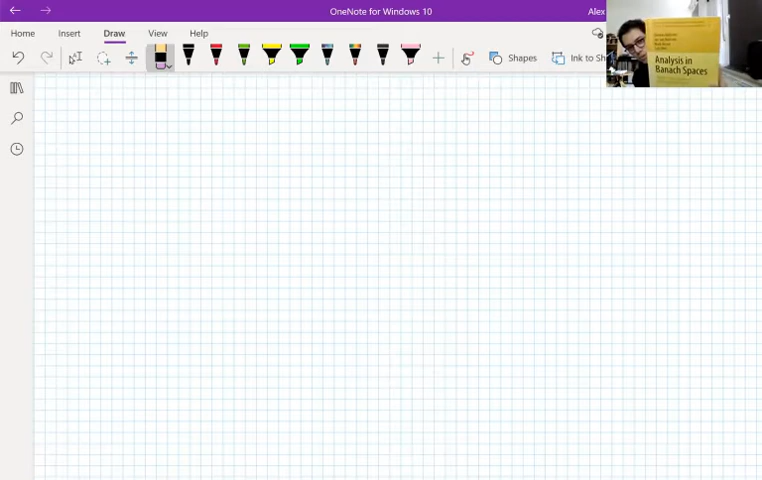 OneNote for Windows 10
Alex
Home
Insert
Draw
View
Help
Shapes
Ink to Sh
Analysis in
Banach Spaces